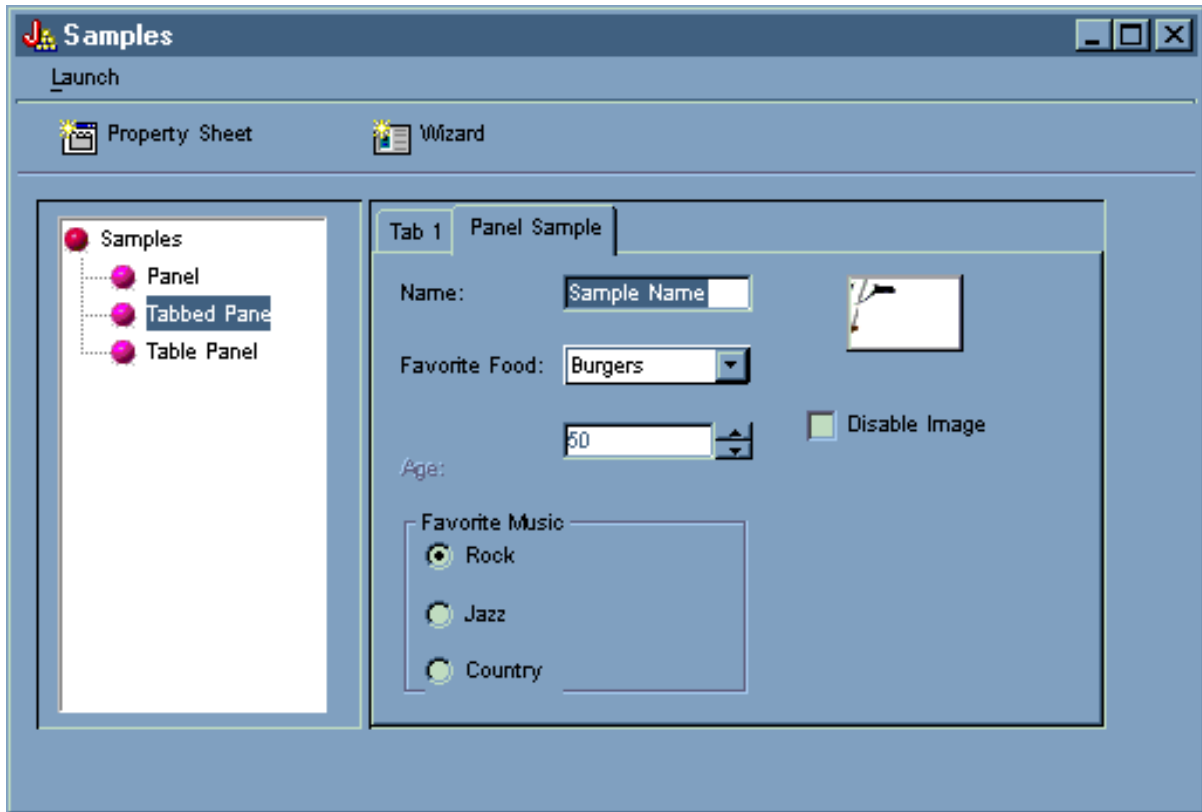 Samples
Launch
Property Sheet
Wizard
Samples
Panel
Tabbed Pane
Table Panel
Tab 1
Panel Sample
Name:
Sample Name
Favorite Food:
Burgers
Age:
50
Disable Image
Favorite Music
Rock
Jazz
Country